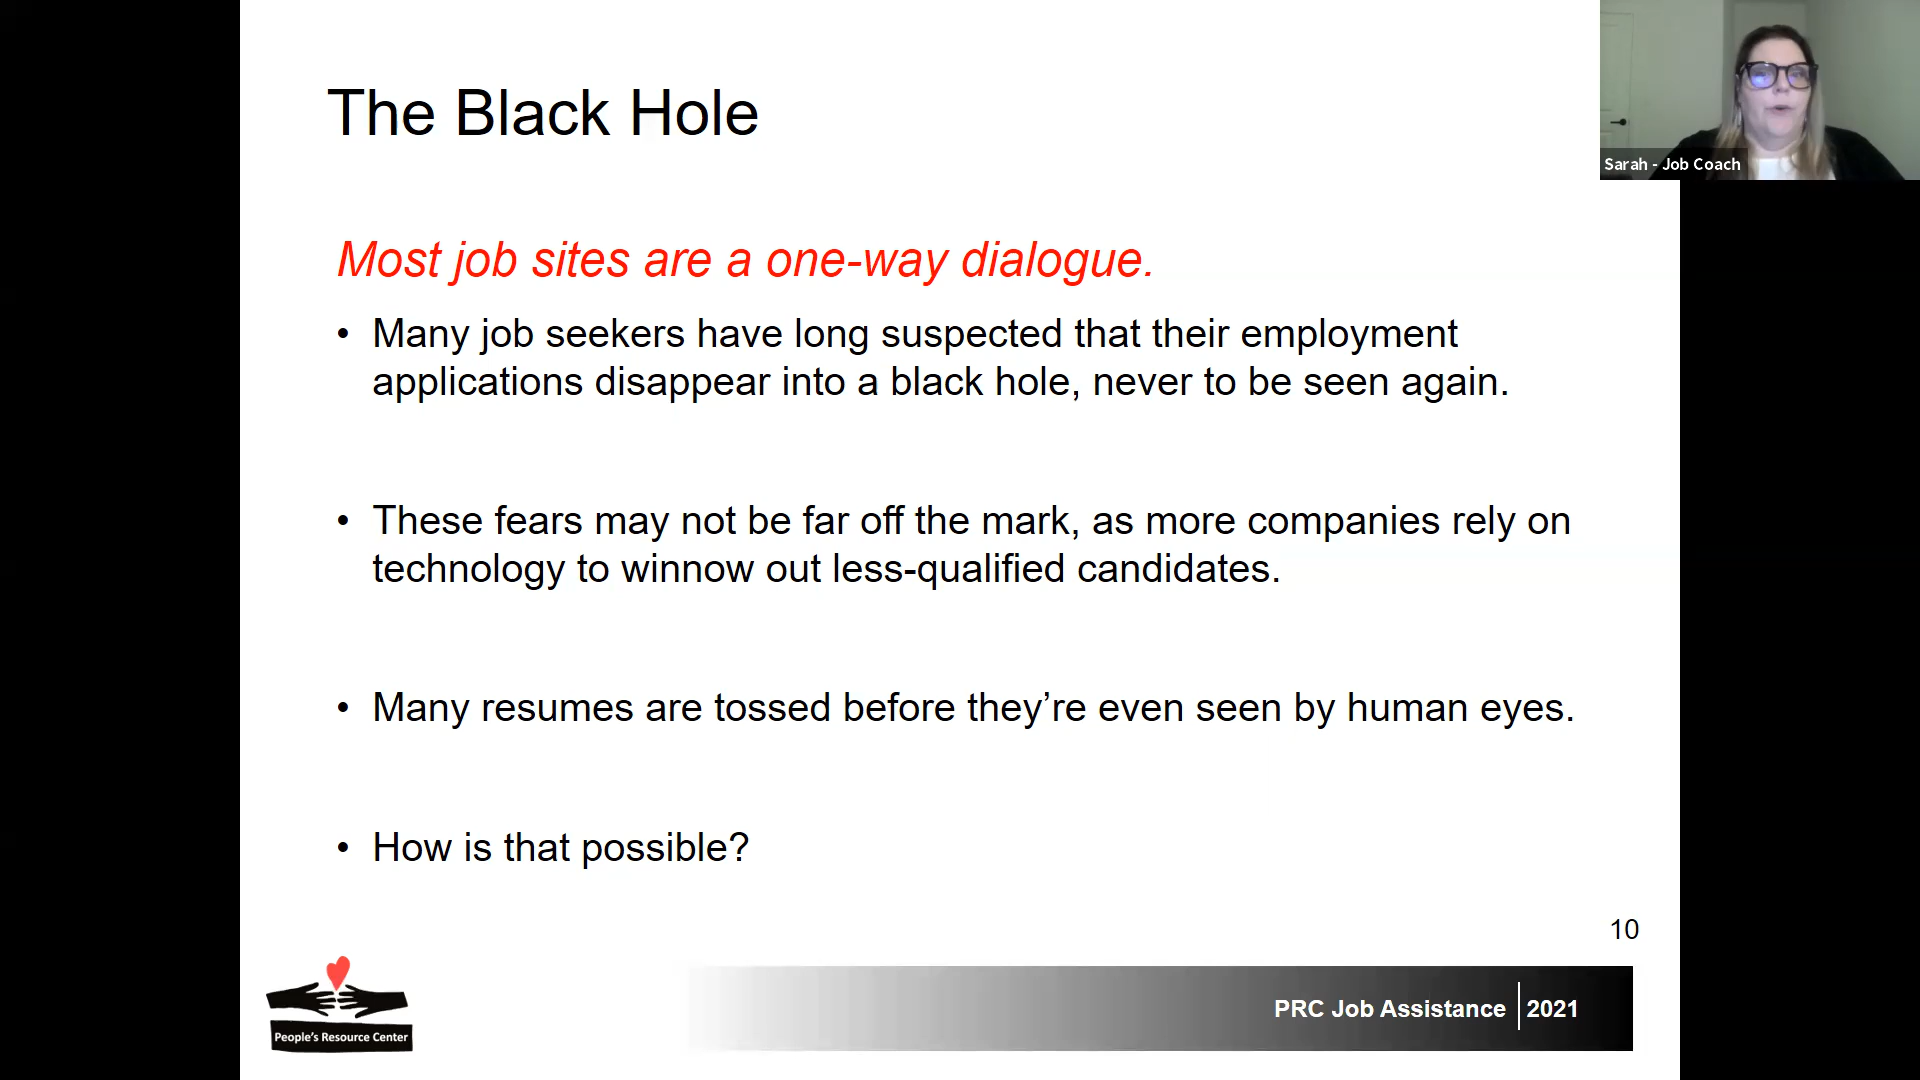 The Black Hole
Sarah - Job Coach
Most job sites are a one-way dialogue.
• Many job seekers have long suspected that their employment
applications disappear into a black hole, never to be seen again.
• These fears may not be far off the mark, as more companies rely on
technology to winnow out less-qualified candidates.
• Many resumes are tossed before they’re even seen by human eyes.
• How is that possible?
10
People’s Resource Center
PRC Job Assistance | 2021